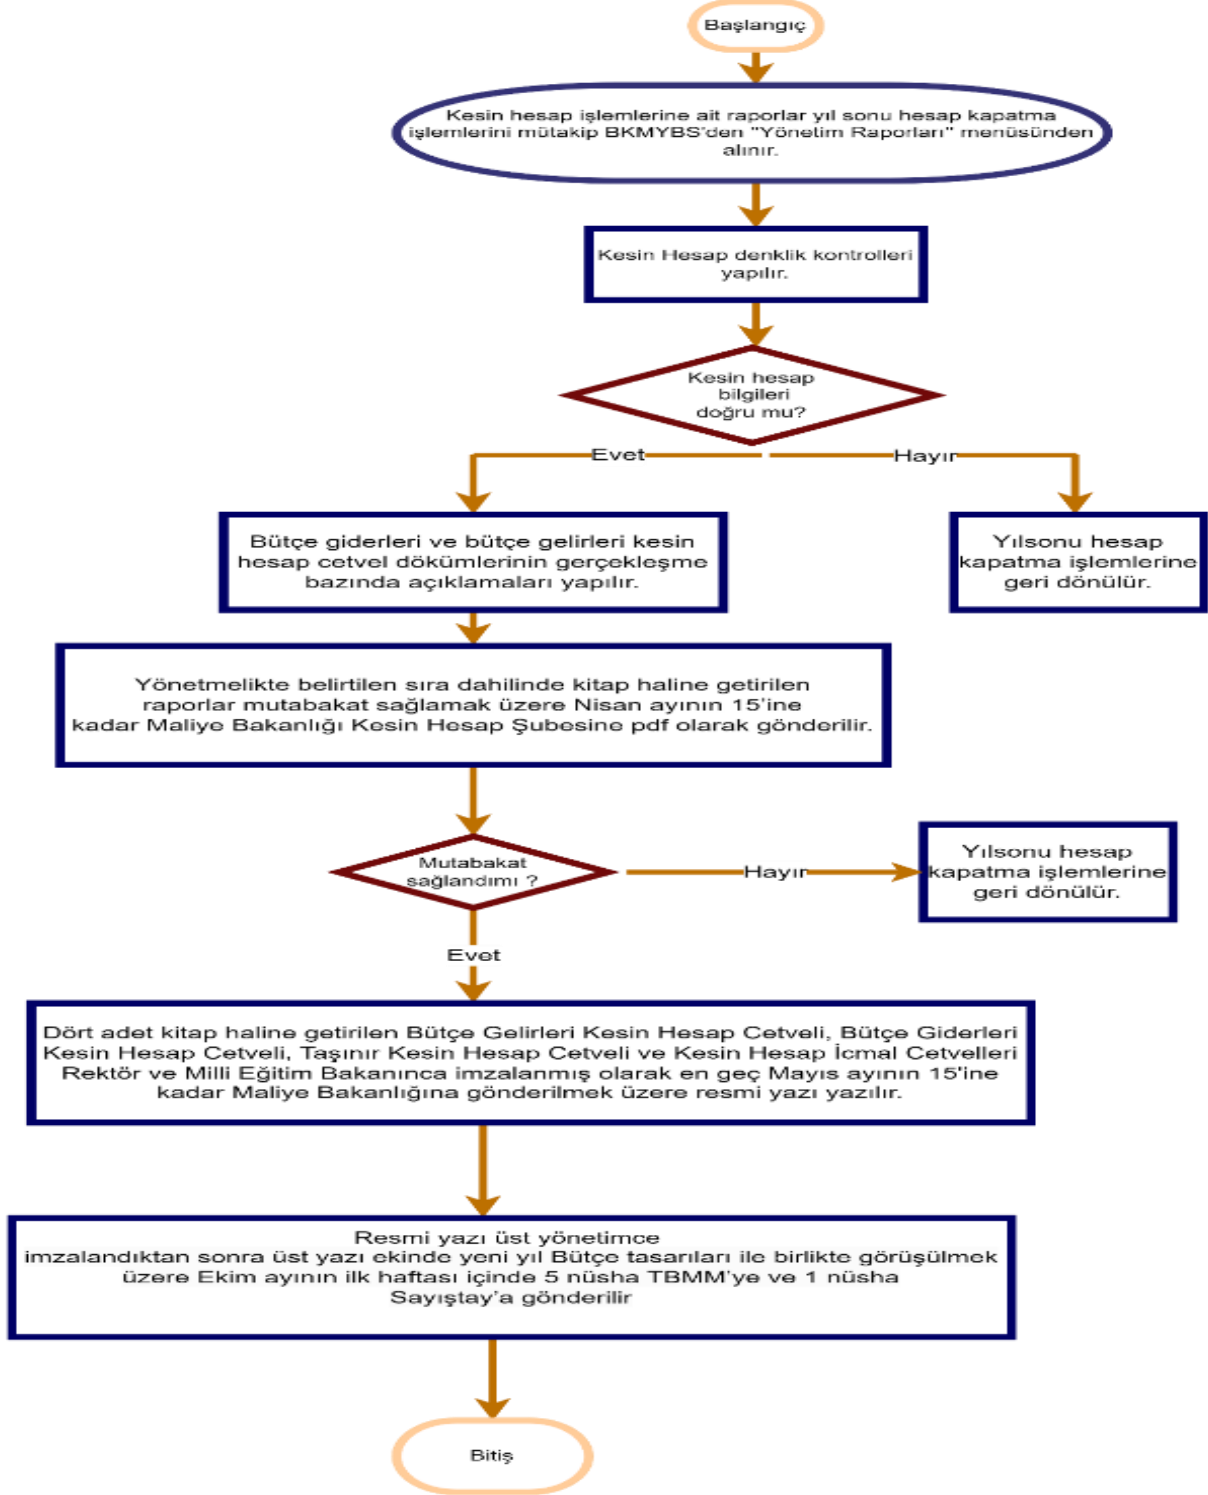 Başlangıç
Kesin hesap işlemlerine ait raporlar yıl sonu hesap kapatma
işlemlerini mütakip BKMYBS'den "Yönetim Raporları" menüsünden
alınır.
Kesin Hesap denklik kontrolleri
yapılır.
Kesin hesap
bilgileri
doğru mu?
Evet
Hayır
Bütçe giderleri ve bütçe gelirleri kesin
hesap cetvel dökümlerinin gerçekleşme
bazında açıklamaları yapılır.
Yılsonu hesap
kapatma işlemlerine
geri dönülür.
Yönetmelikte belirtilen sıra dahilinde kitap haline getirilen
raporlar mutabakat sağlamak üzere Nisan ayının 15'ine
kadar Maliye Bakanlığı Kesin Hesap Şubesine pdf olarak gönderilir.
Mutabakat
sağlandımı ?
Hayır
Yılsonu hesap
kapatma işlemlerine
geri dönülür.
Evet
Dört adet kitap haline getirilen Bütçe Gelirleri Kesin Hesap Cetveli, Bütçe Giderleri
Kesin Hesap Cetveli, Taşınır Kesin Hesap Cetveli ve Kesin Hesap İcmal Cetvelleri
Rektör ve Milli Eğitim Bakanınca imzalanmış olarak en geç Mayıs ayının 15'ine
kadar Maliye Bakanlığına gönderilmek üzere resmi yazı yazılır.
Resmi yazı üst yönetimce
imzalandıktan sonra üst yazı ekinde yeni yıl Bütçe tasarıları ile birlikte görüşülmek
üzere Ekim ayının ilk haftası içinde 5 nüsha TBMM'ye ve 1 nüsha
Sayıştay'a gönderilir
Bitiş